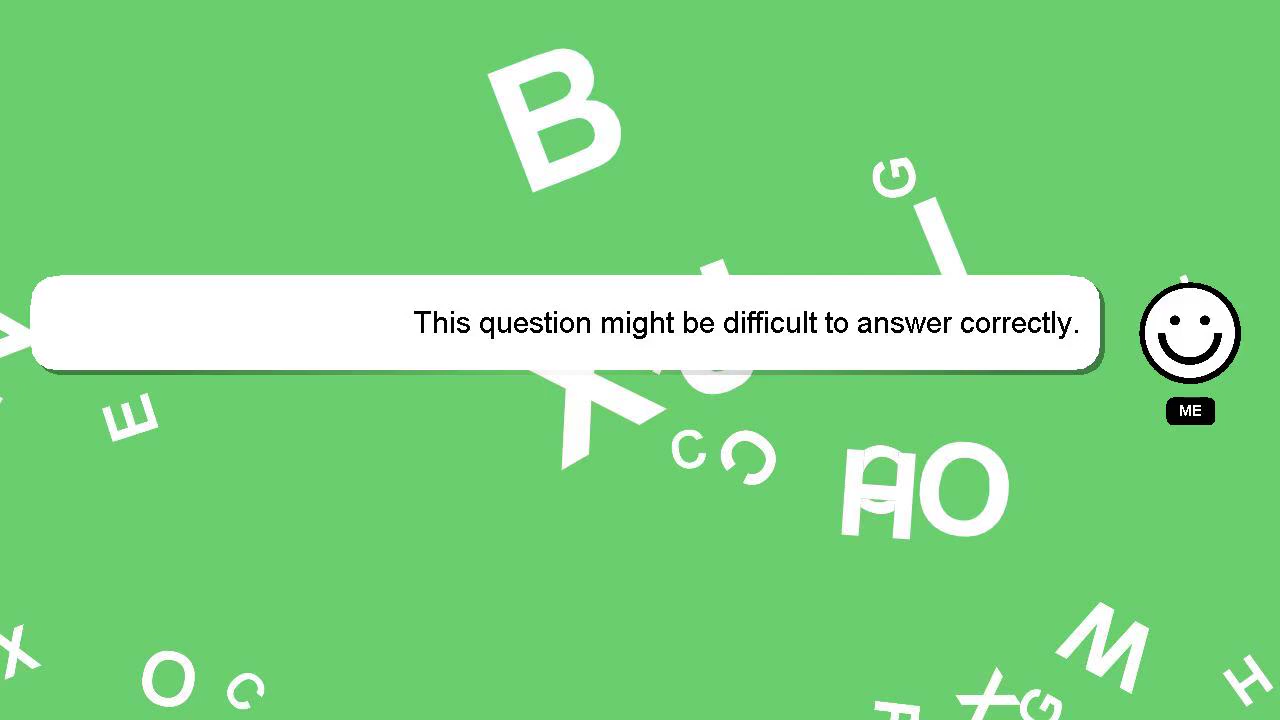 B
G
I
This question might be difficult to answer correctly.
ME
E
X
C
C
H
O
O
X
O
C
M
H
X
G